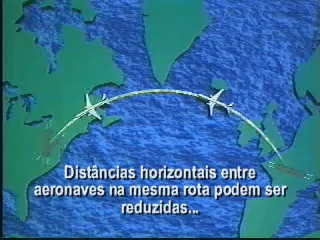 Distâncias horizontais entre
aeronaves na mesma rota podem ser
reduzidas...